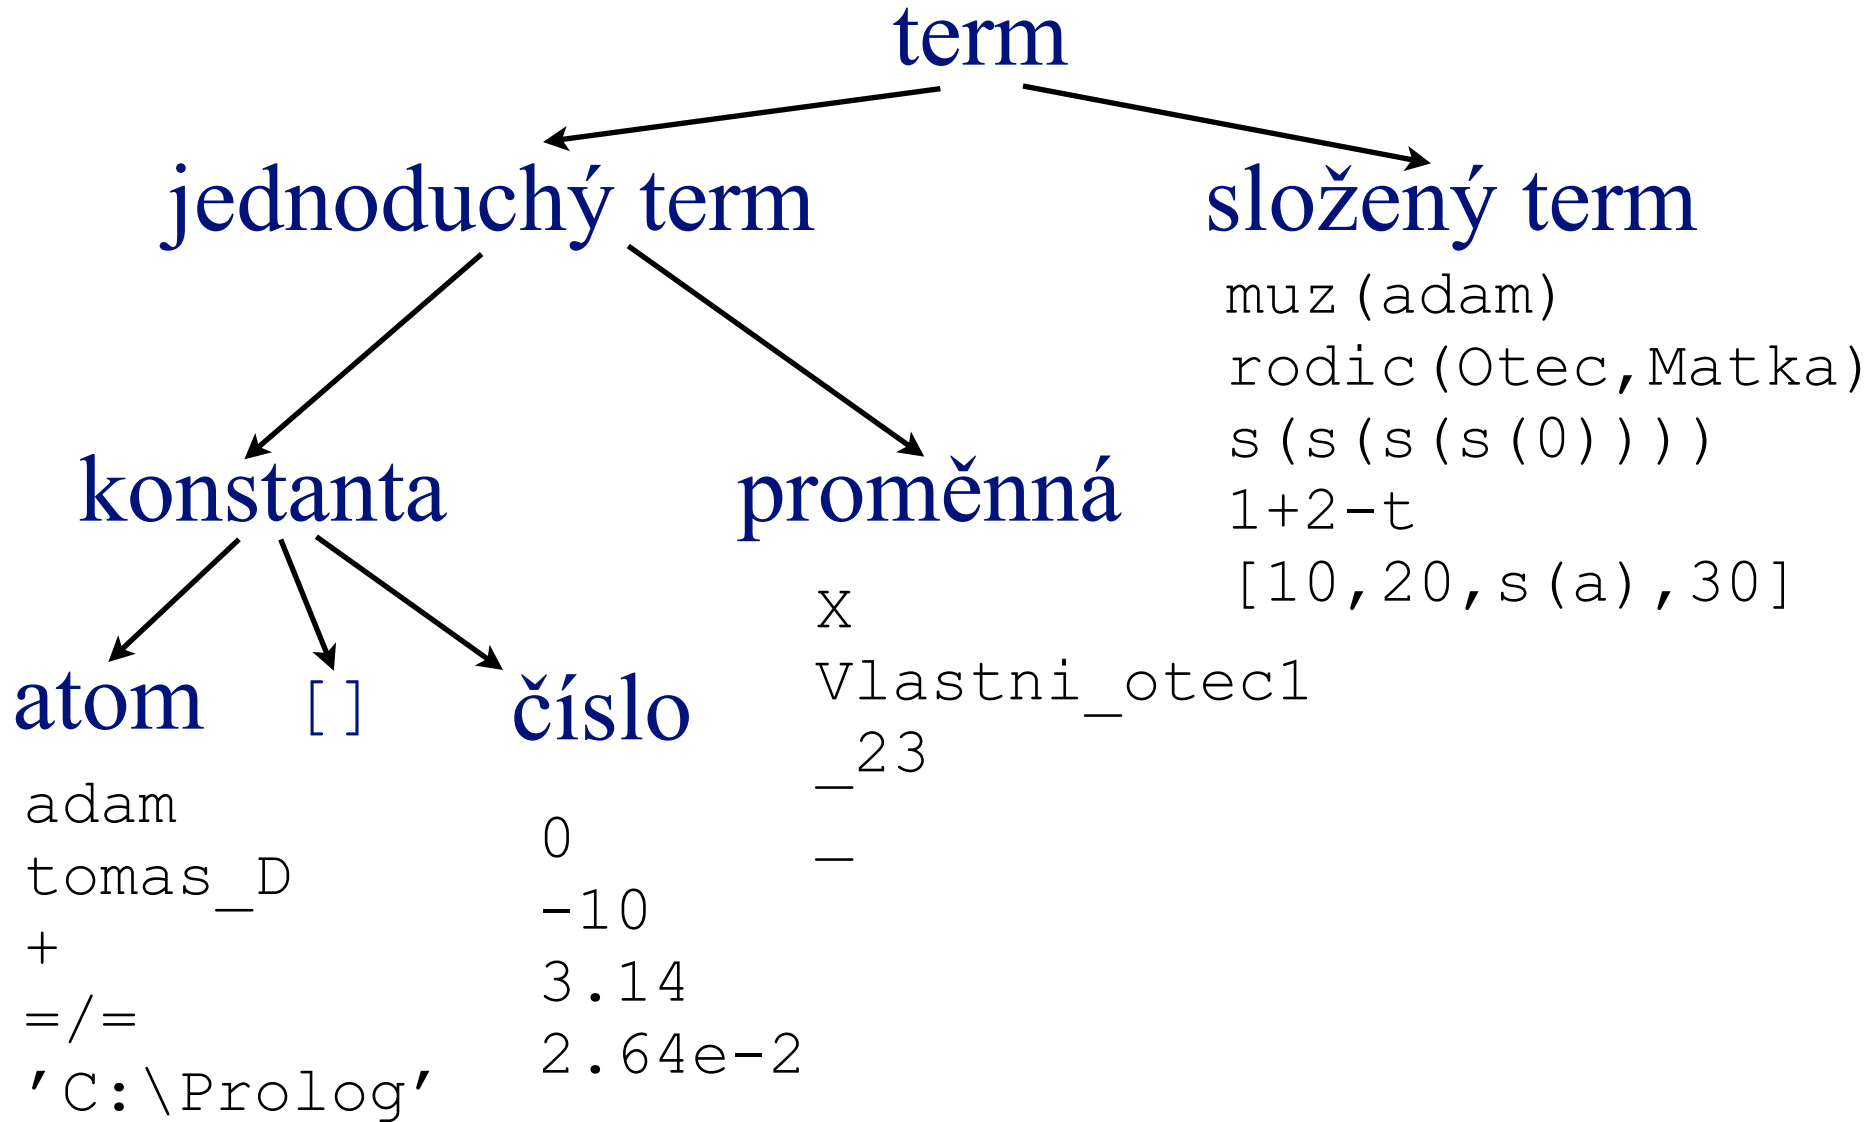 term
jednoduchý term
složený term
muz(adam)
rodic(Otec,Matka)
s(s(s(s(0))))
1+2-t
[10,20,s(a),30]
konstanta
proměnná
X
Vlastni_otec1
_23
_
atom
[]
číslo
adam
tomas_D
+
=/=
’C:\Prolog’
0
-10
3.14
2.64e-2